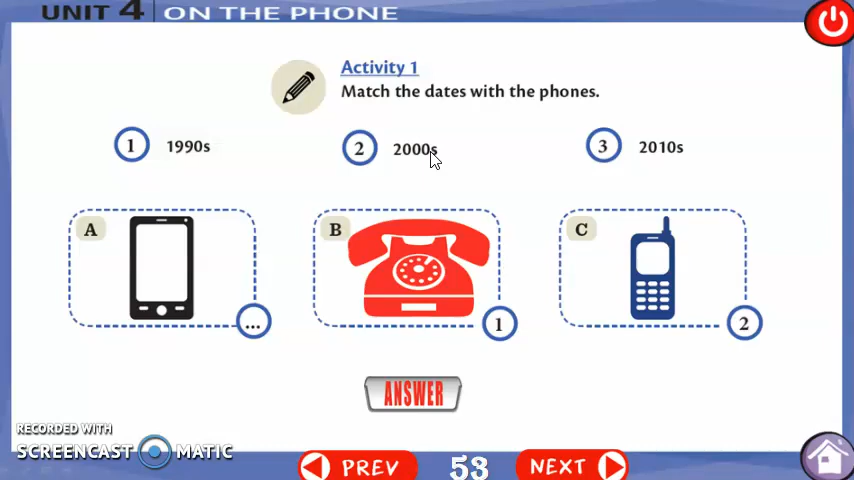 UNIT 4 ON THE PHONE
Activity 1
Match the dates with the phones.
1 1990s
2 2000s
3 2010s
A
B
C
...
1
2
ANSWER
RECORDED WITH
SCREENCAST MATIC
PREV 53 NEXT